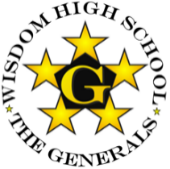 WISDOM HIGH SCHOOL
G
THE GENERALS